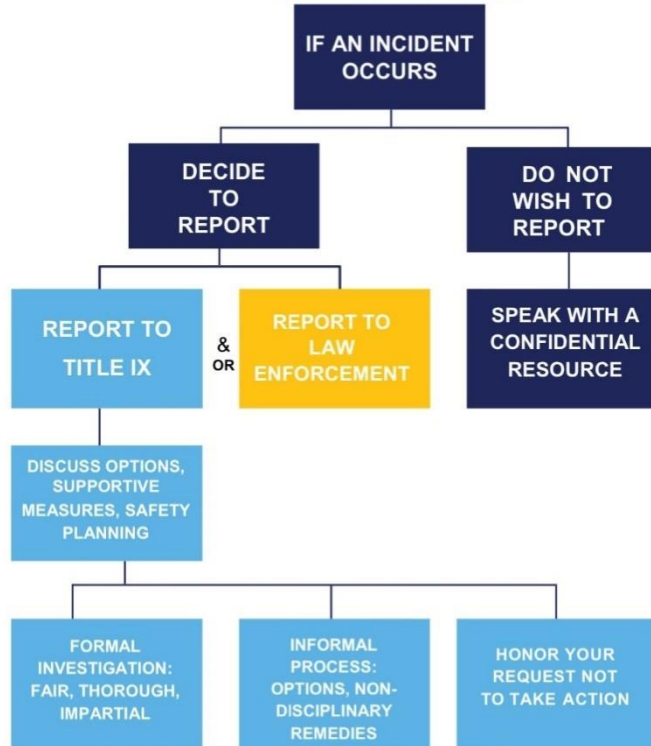 IF AN INCIDENT
OCCURS
DECIDE
TO
REPORT
DO NOT
WISH TO
REPORT
REPORT TO
TITLE IX
&
OR
REPORT TO
LAW
ENFORCEMENT
SPEAK WITH A
CONFIDENTIAL
RESOURCE
DISCUSS OPTIONS,
SUPPORTIVE
MEASURES, SAFETY
PLANNING
FORMAL
INVESTIGATION:
FAIR, THOROUGH,
IMPARTIAL
INFORMAL
PROCESS:
OPTIONS, NON-
DISCIPLINARY
REMEDIES
HONOR YOUR
REQUEST NOT
TO TAKE ACTION